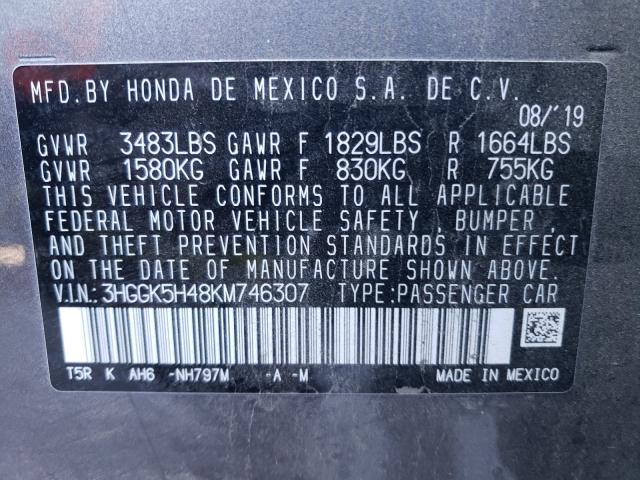 MFD.BY HONDA DE MEXICO S.A. DE C.V.
08/'19
GVWR 3483LBS GAWR F 1829LBS R 1664LBS
GVWR 1580KG GAWR F 830KG R 755KG
THIS VEHICLE CONFORMS TO ALL APPLICABLE
FEDERAL MOTOR VEHICLE SAFETY , BUMPER ,
AND THEFT PREVENTION STANDARDS IN EFFECT
ON THE DATE OF MANUFACTURE SHOWN ABOVE.
V.I.N.:3HGGK5H48KM746307 TYPE:PASSENGER CAR
T5R K AH6 -NH797M -A -M MADE IN MEXICO